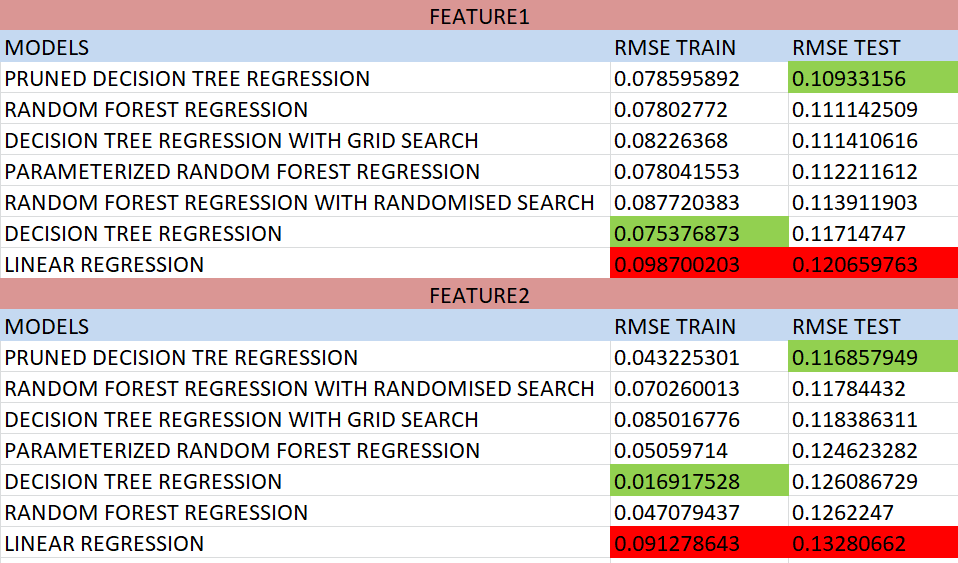 FEATURE1
MODELS RMSE TRAIN RMSE TEST
PRUNED DECISION TREE REGRESSION 0.078595892 0.10933156
RANDOM FOREST REGRESSION 0.07802772 0.111142509
DECISION TREE REGRESSION WITH GRID SEARCH 0.08226368 0.111410616
PARAMETERIZED RANDOM FOREST REGRESSION 0.078041553 0.112211612
RANDOM FOREST REGRESSION WITH RANDOMISED SEARCH 0.087720383 0.113911903
DECISION TREE REGRESSION 0.075376873 0.11714747
LINEAR REGRESSION 0.098700203 0.120659763
FEATURE2
MODELS RMSE TRAIN RMSE TEST
PRUNED DECISION TRE REGRESSION 0.043225301 0.116857949
RANDOM FOREST REGRESSION WITH RANDOMISED SEARCH 0.070260013 0.11784432
DECISION TREE REGRESSION WITH GRID SEARCH 0.085016776 0.118386311
PARAMETERIZED RANDOM FOREST REGRESSION 0.05059714 0.124623282
DECISION TREE REGRESSION 0.016917528 0.126086729
RANDOM FOREST REGRESSION 0.047079437 0.1262247
LINEAR REGRESSION 0.091278643 0.13280662